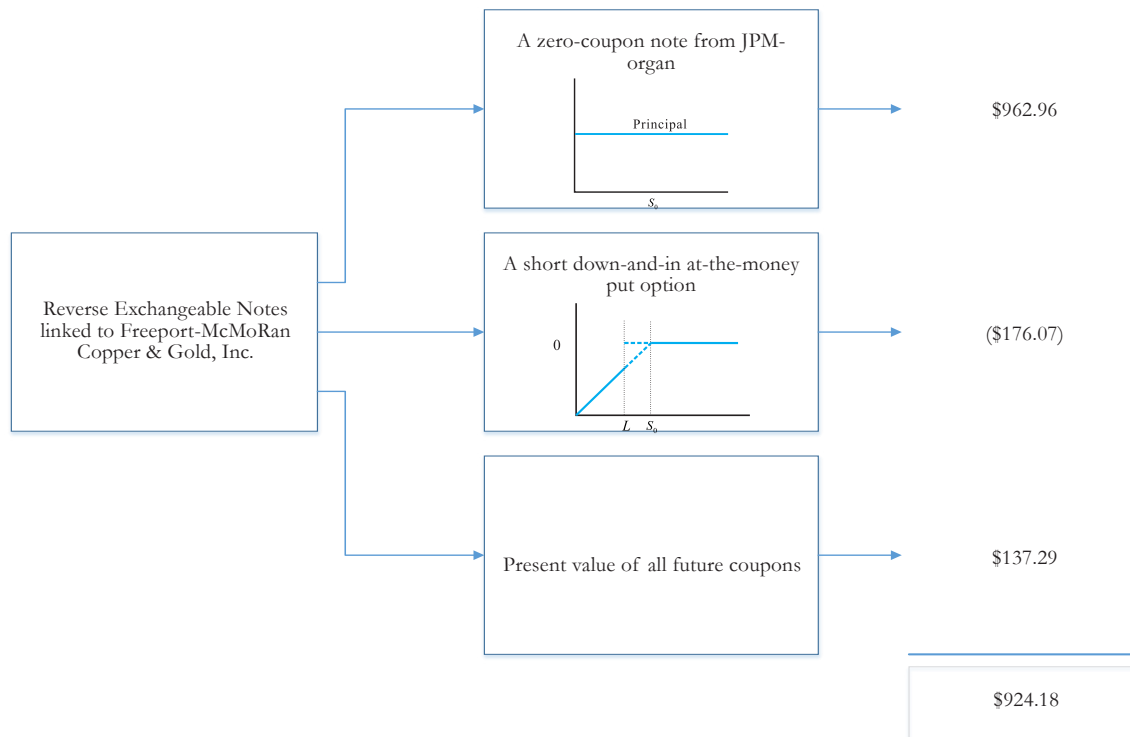 A zero-coupon note from JPM-
organ
Principal
S₀
$962.96
Reverse Exchangeable Notes
linked to Freeport-McMoRan
Copper & Gold, Inc.
A short down-and-in at-the-money
put option
0
L S₀
($176.07)
Present value of all future coupons
$137.29
$924.18